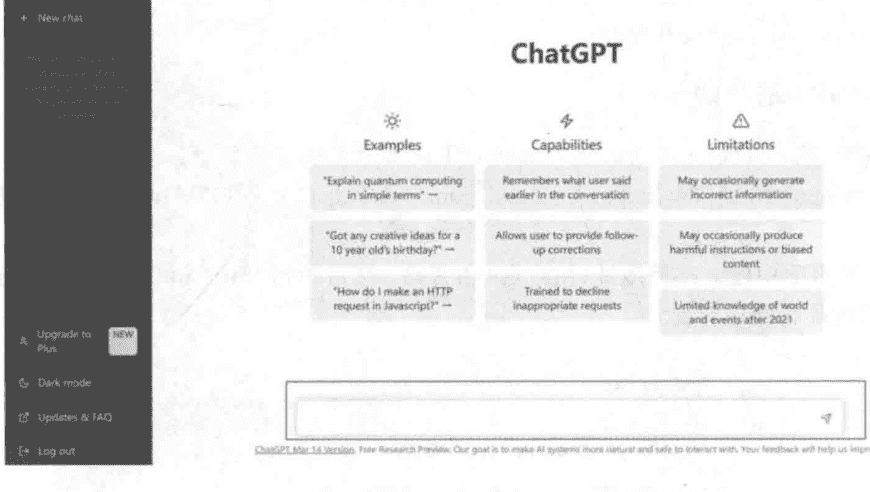 + New chat
ChatGPT
Examples
Capabilities
Limitations
"Explain quantum computing
in simple terms" →
Remembers what user said
earlier in the conversation
May occasionally generate
incorrect information
"Got any creative ideas for a
10 year old's birthday?" →
Allows user to provide follow-
up corrections
May occasionally produce
harmful instructions or biased
content
"How do I make an HTTP
request in Javascript?" →
Trained to decline
inappropriate requests
Limited knowledge of world
and events after 2021
Upgrade to
Plus
NEW
Dark mode
Updates & FAQ
Log out
ChatGPT Mar 14 Version. Free Research Preview. Our goal is to make AI systems more natural and safe to interact with. Your feedback will help us impr